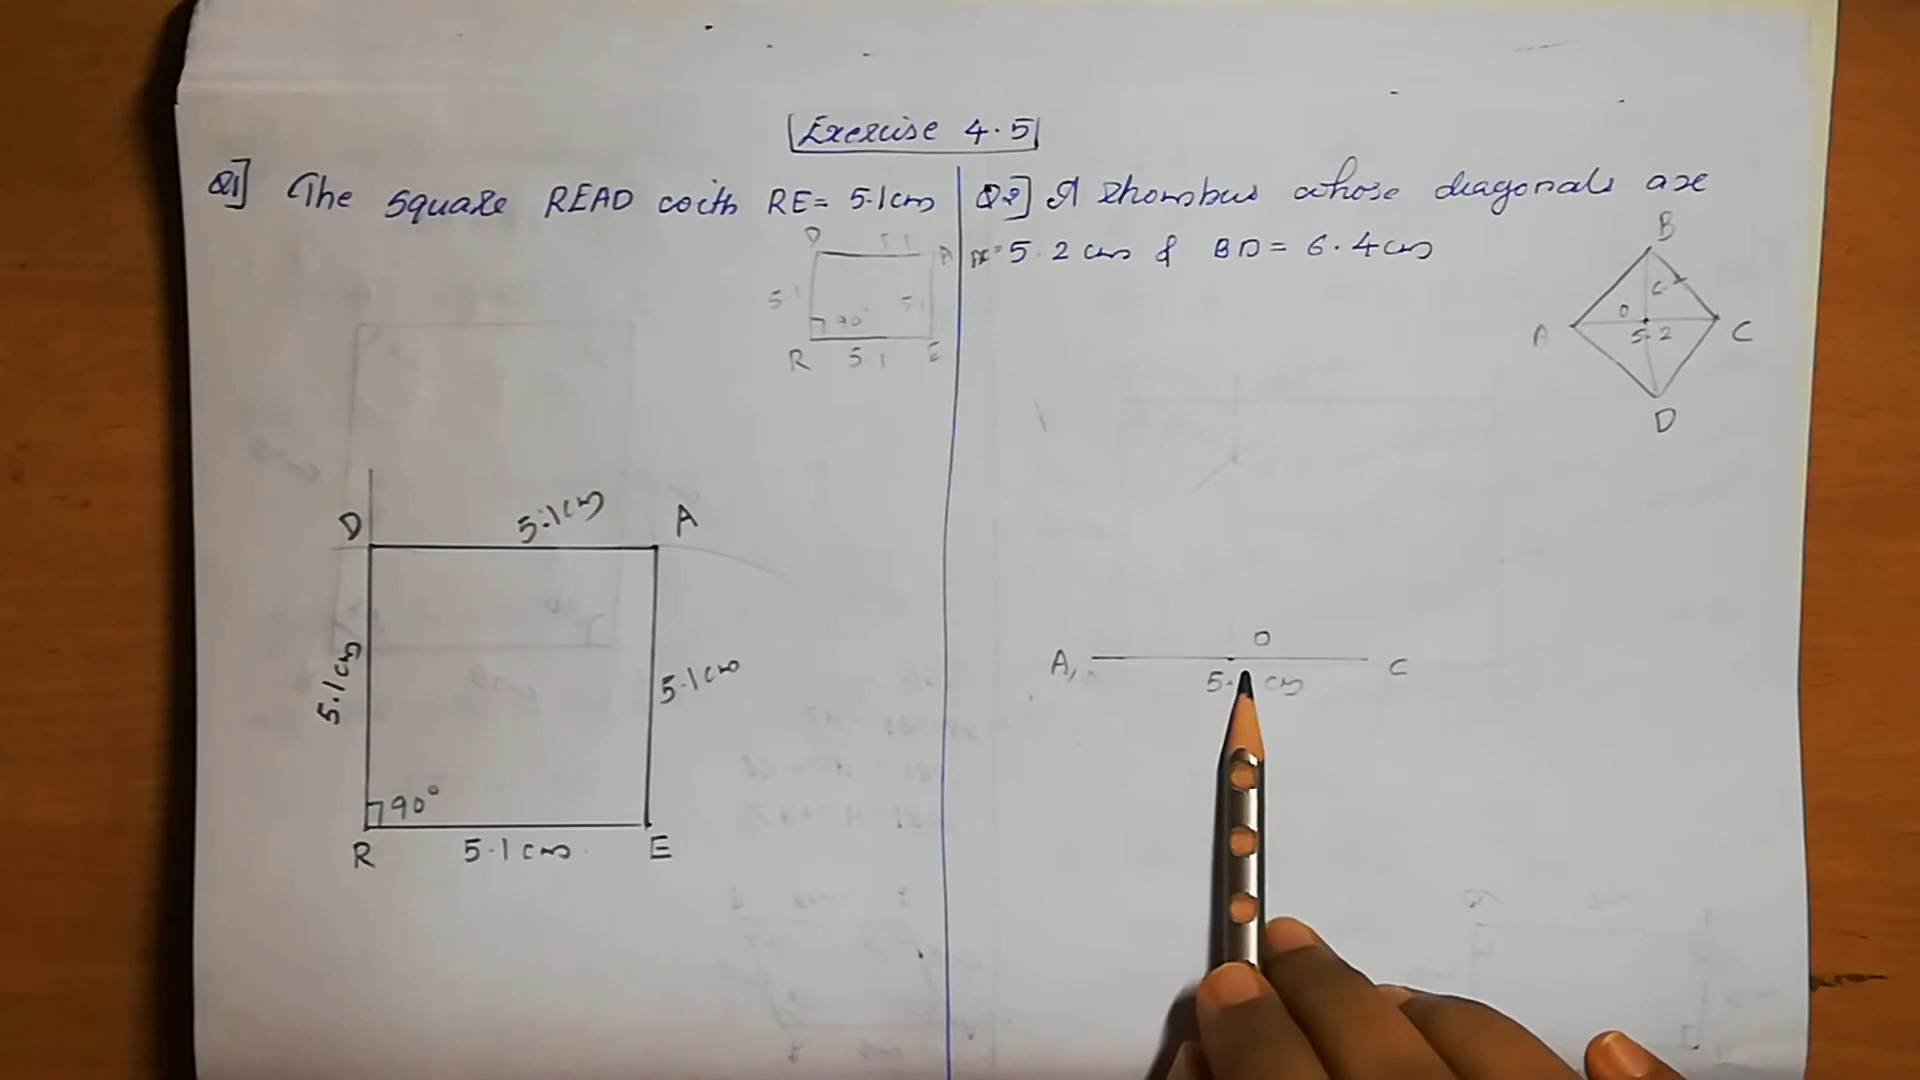 Exercise 4.5
Q1] The square READ with RE = 5.1cm
D 5.1 A
5.1 90° 5.1
R 5.1 E
D 5.1cm A
5.1cm
5.1cm
90°
R 5.1cm E
Q2] A rhombus whose diagonals are
AC = 5.2 cm & BD = 6.4cm
B
O
A 5.2 C
D
O
A, C
cm